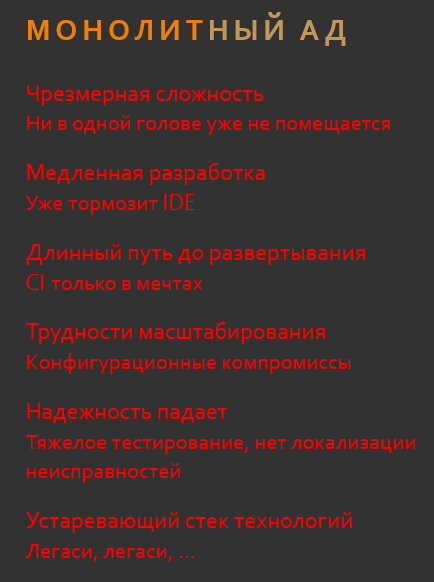 МОНОЛИТНЫЙ АД
Чрезмерная сложность
Ни в одной голове уже не помещается
Медленная разработка
Уже тормозит IDE
Длинный путь до развертывания
CI только в мечтах
Трудности масштабирования
Конфигурационные компромиссы
Надежность падает
Тяжелое тестирование, нет локализации
неисправностей
Устаревающий стек технологий
Легаси, легаси, ...